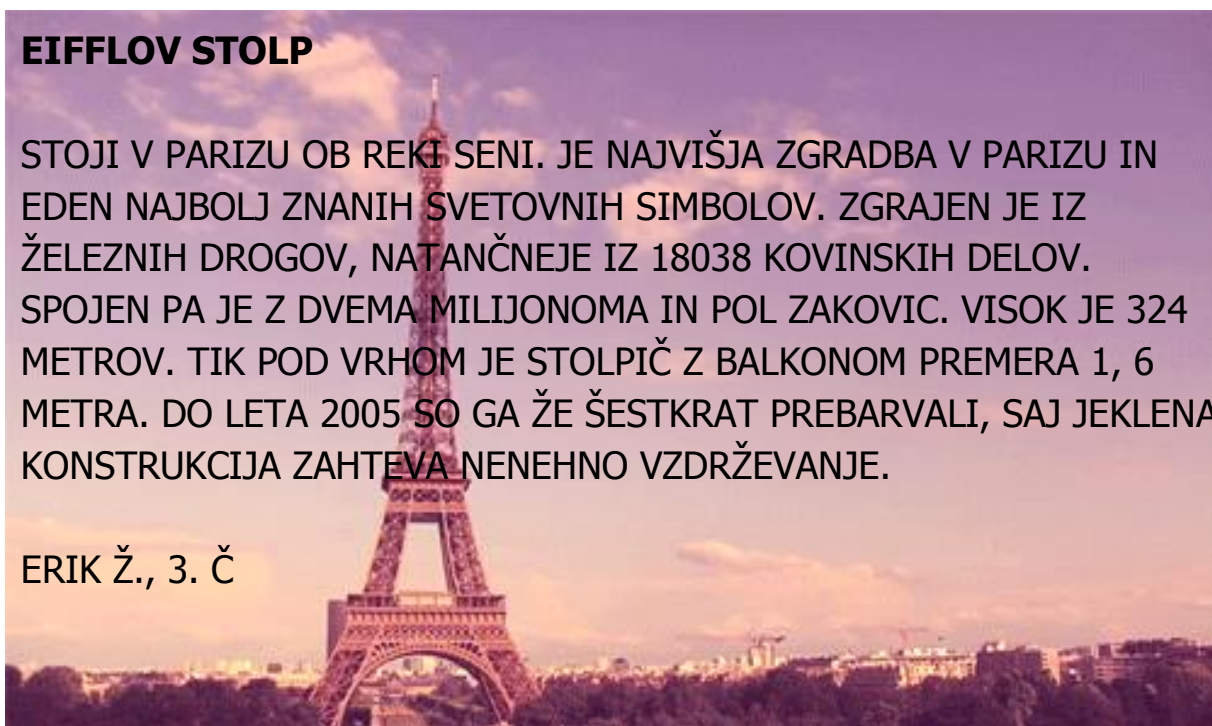 EIFFLOV STOLP
STOJI V PARIZU OB REKI SENI. JE NAJVIŠJA ZGRADBA V PARIZU IN
EDEN NAJBOLJ ZNANIH SVETOVNIH SIMBOLOV. ZGRAJEN JE IZ
ŽELEZNIH DROGOV, NATANČNEJE IZ 18038 KOVINSKIH DELOV.
SPOJEN PA JE Z DVEMA MILIJONOMA IN POL ZAKOVIC. VISOK JE 324
METROV. TIK POD VRHOM JE STOLPIČ Z BALKONOM PREMERA 1, 6
METRA. DO LETA 2005 SO GA ŽE ŠESTKRAT PREBARVALI, SAJ JEKLENA
KONSTRUKCIJA ZAHTEVA NENEHNO VZDRŽEVANJE.
ERIK Ž., 3. Č